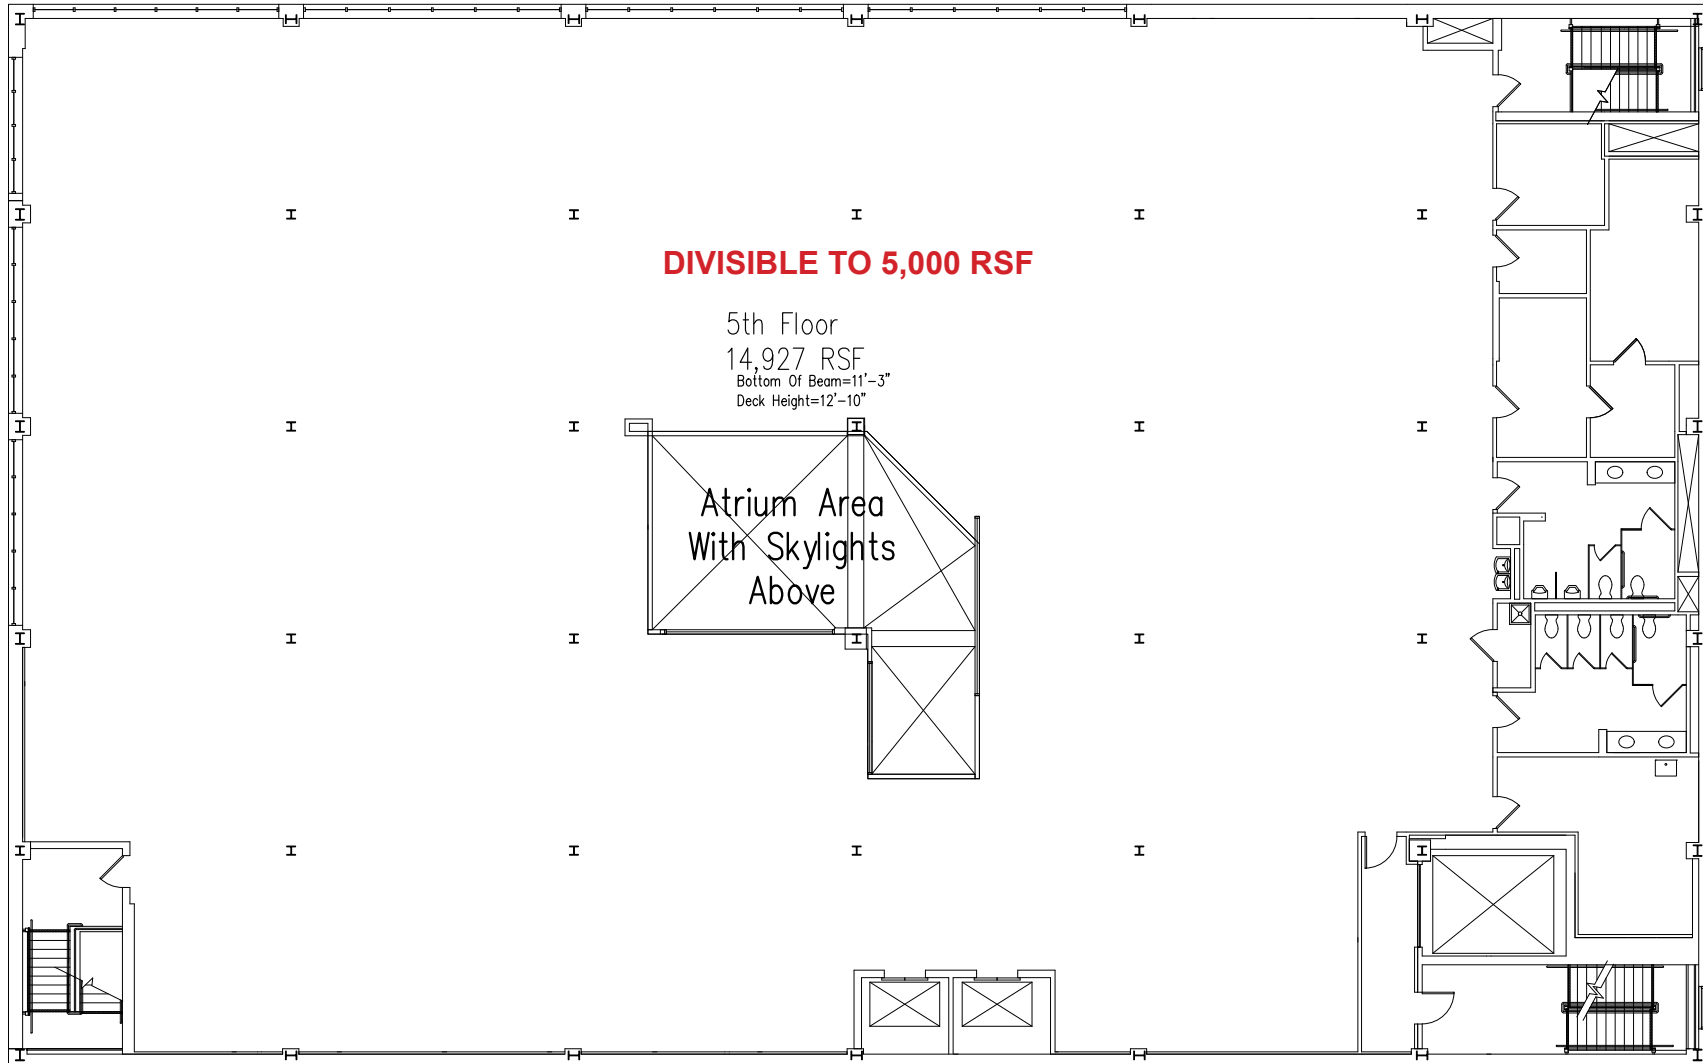 DIVISIBLE TO 5,000 RSF
5th Floor
14,927 RSF
Bottom Of Beam=11'-3"
Deck Height=12'-10"
Atrium Area
With Skylights
Above